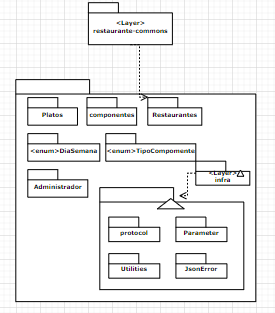 <Layer>
restaurante-commons
Platos
componentes
Restaurantes
<enum>DiaSemana
<enum>TipoComponente
<Layer>
infra
Administrador
protocol
Parameter
Utilities
JsonError